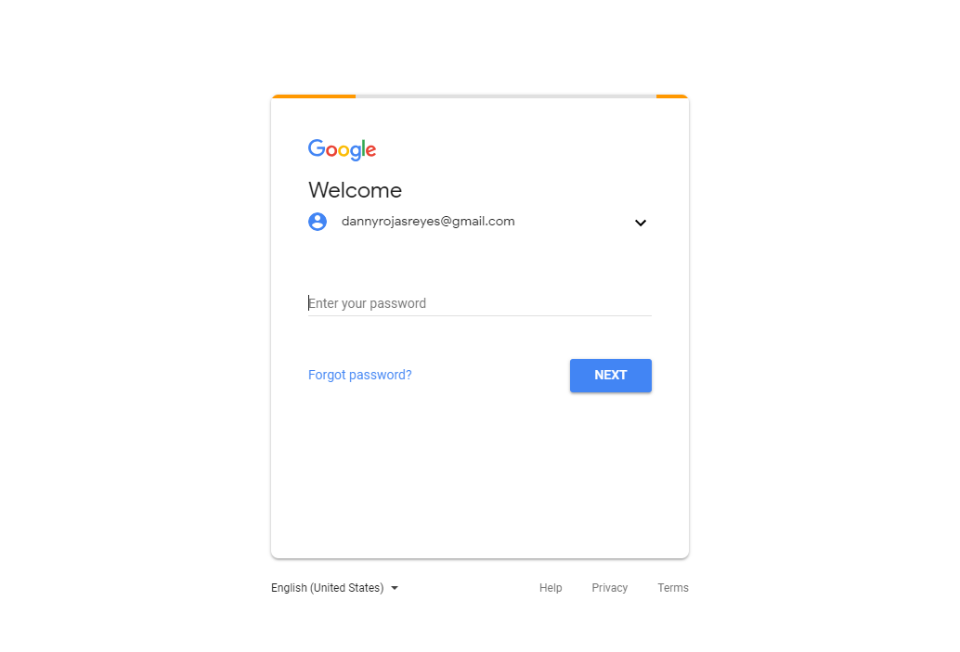 Google
Welcome
dannyrojasreyes@gmail.com
Enter your password
Forgot password? NEXT
English (United States) Help Privacy Terms